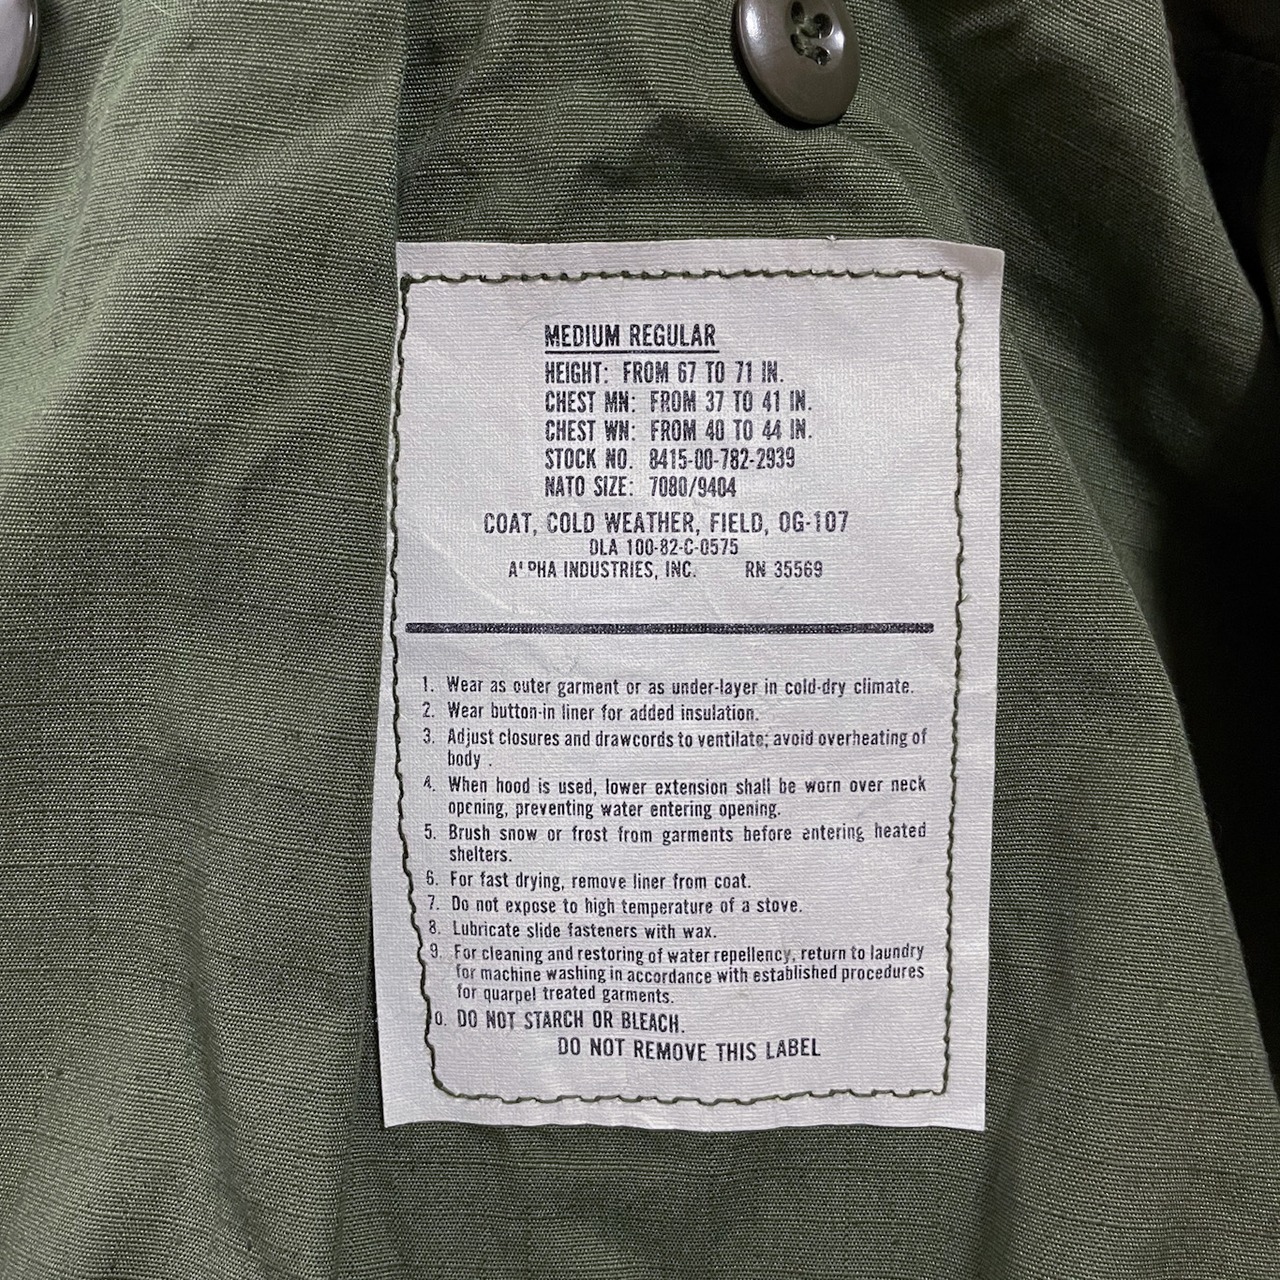 MEDIUM REGULAR
HEIGHT: FROM 67 TO 71 IN.
CHEST MN: FROM 37 TO 41 IN.
CHEST WN: FROM 40 TO 44 IN.
STOCK NO. 8415-00-782-2939
NATO SIZE: 7080/9404
COAT, COLD WEATHER, FIELD, OG-107
DLA 100-82-C-0575
ALPHA INDUSTRIES, INC. RN 35569
1. Wear as outer garment or as under-layer in cold-dry climate.
2. Wear button-in liner for added insulation.
3. Adjust closures and drawcords to ventilate; avoid overheating of
body .
4. When hood is used, lower extension shall be worn over neck
opening, preventing water entering opening.
5. Brush snow or frost from garments before entering heated
shelters.
6. For fast drying, remove liner from coat.
7. Do not expose to high temperature of a stove.
8. Lubricate slide fasteners with wax.
9. For cleaning and restoring of water repellency, return to laundry
for machine washing in accordance with established procedures
for quarpel treated garments.
10. DO NOT STARCH OR BLEACH.
DO NOT REMOVE THIS LABEL